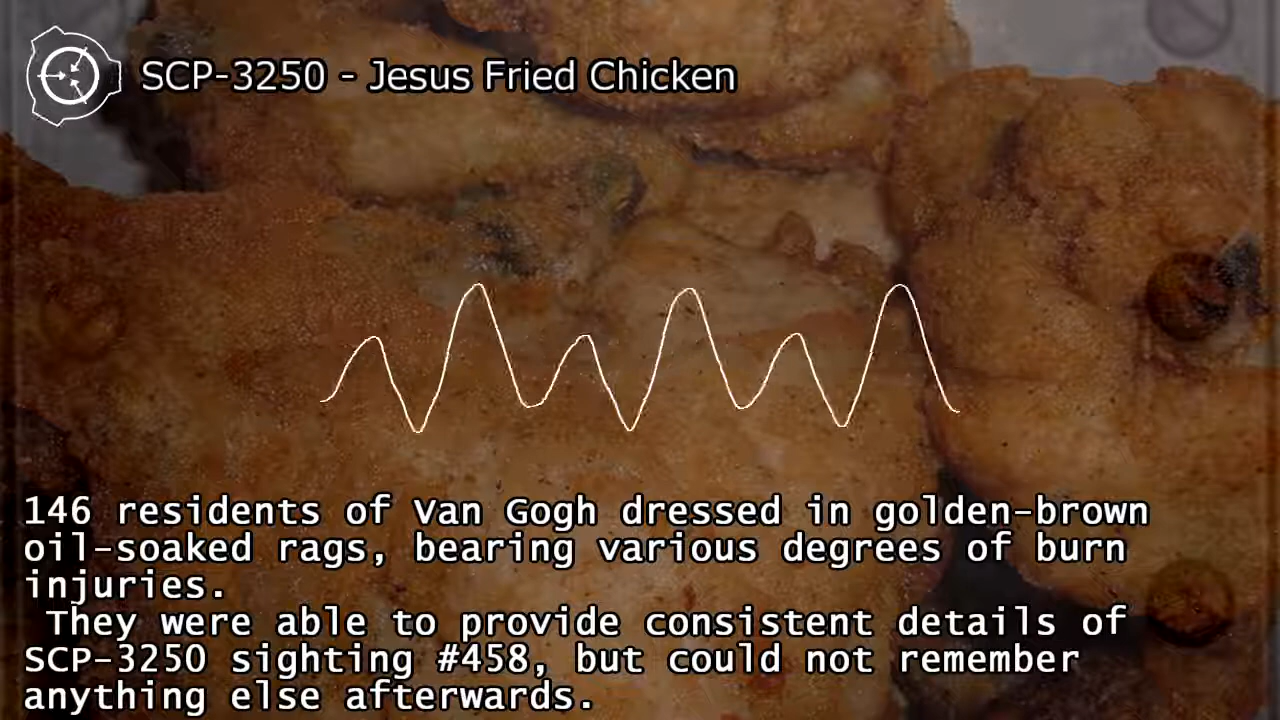 SCP-3250 - Jesus Fried Chicken
146 residents of Van Gogh dressed in golden-brown
oil-soaked rags, bearing various degrees of burn
injuries.
They were able to provide consistent details of
SCP-3250 sighting #458, but could not remember
anything else afterwards.